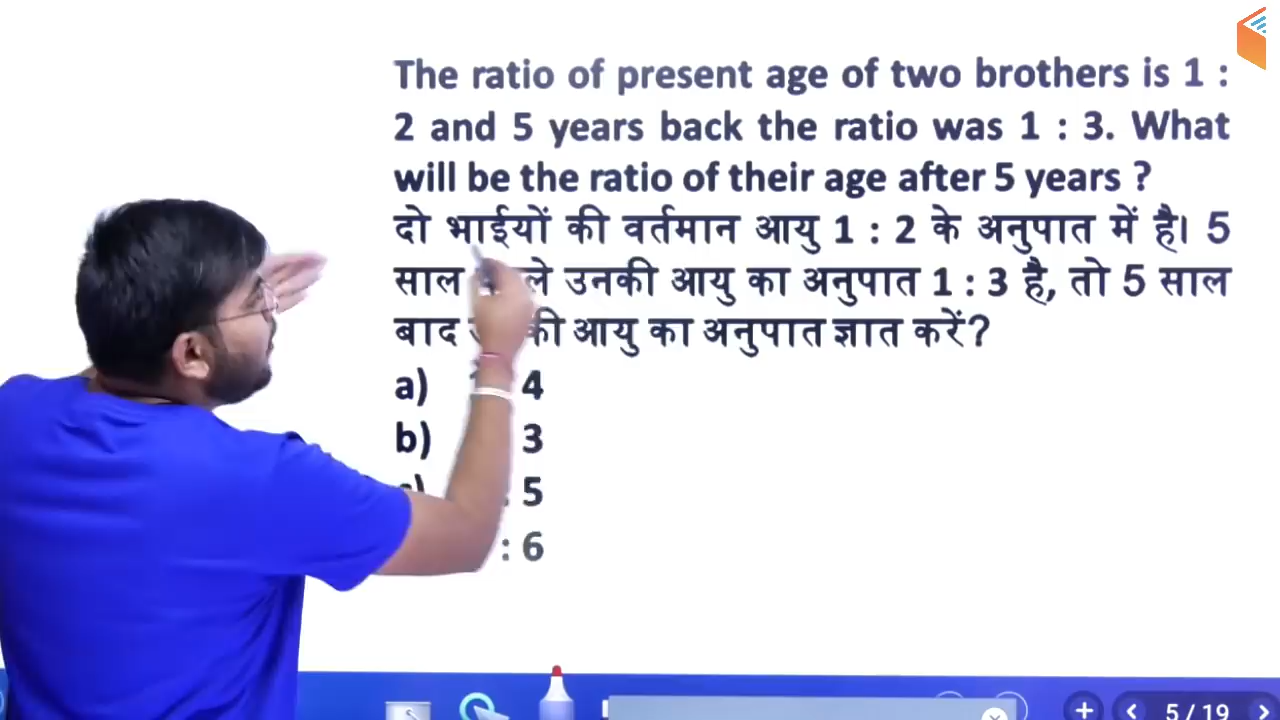 The ratio of present age of two brothers is 1 :
2 and 5 years back the ratio was 1 : 3. What
will be the ratio of their age after 5 years ?
दो भाईयों की वर्तमान आयु 1 : 2 के अनुपात में है। 5
साल उनकी आयु का अनुपात 1 : 3 है, तो 5 साल
बाद की आयु का अनुपात ज्ञात करें?
a) 4
b) 3
: 5
: 6
5 / 19